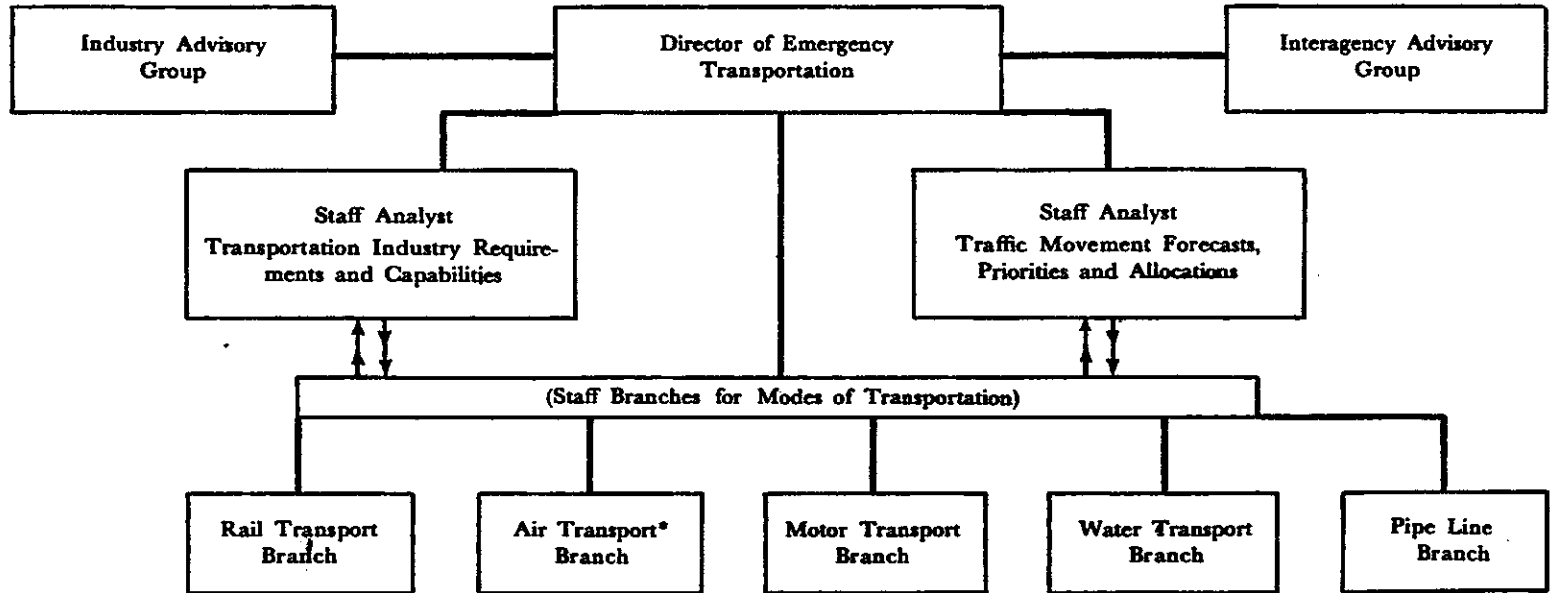 Industry Advisory
Group
Director of Emergency
Transportation
Interagency Advisory
Group
Staff Analyst
Transportation Industry Require-
ments and Capabilities
Staff Analyst
Traffic Movement Forecasts,
Priorities and Allocations
(Staff Branches for Modes of Transportation)
Rail Transport
Branch
Air Transport*
Branch
Motor Transport
Branch
Water Transport
Branch
Pipe Line
Branch